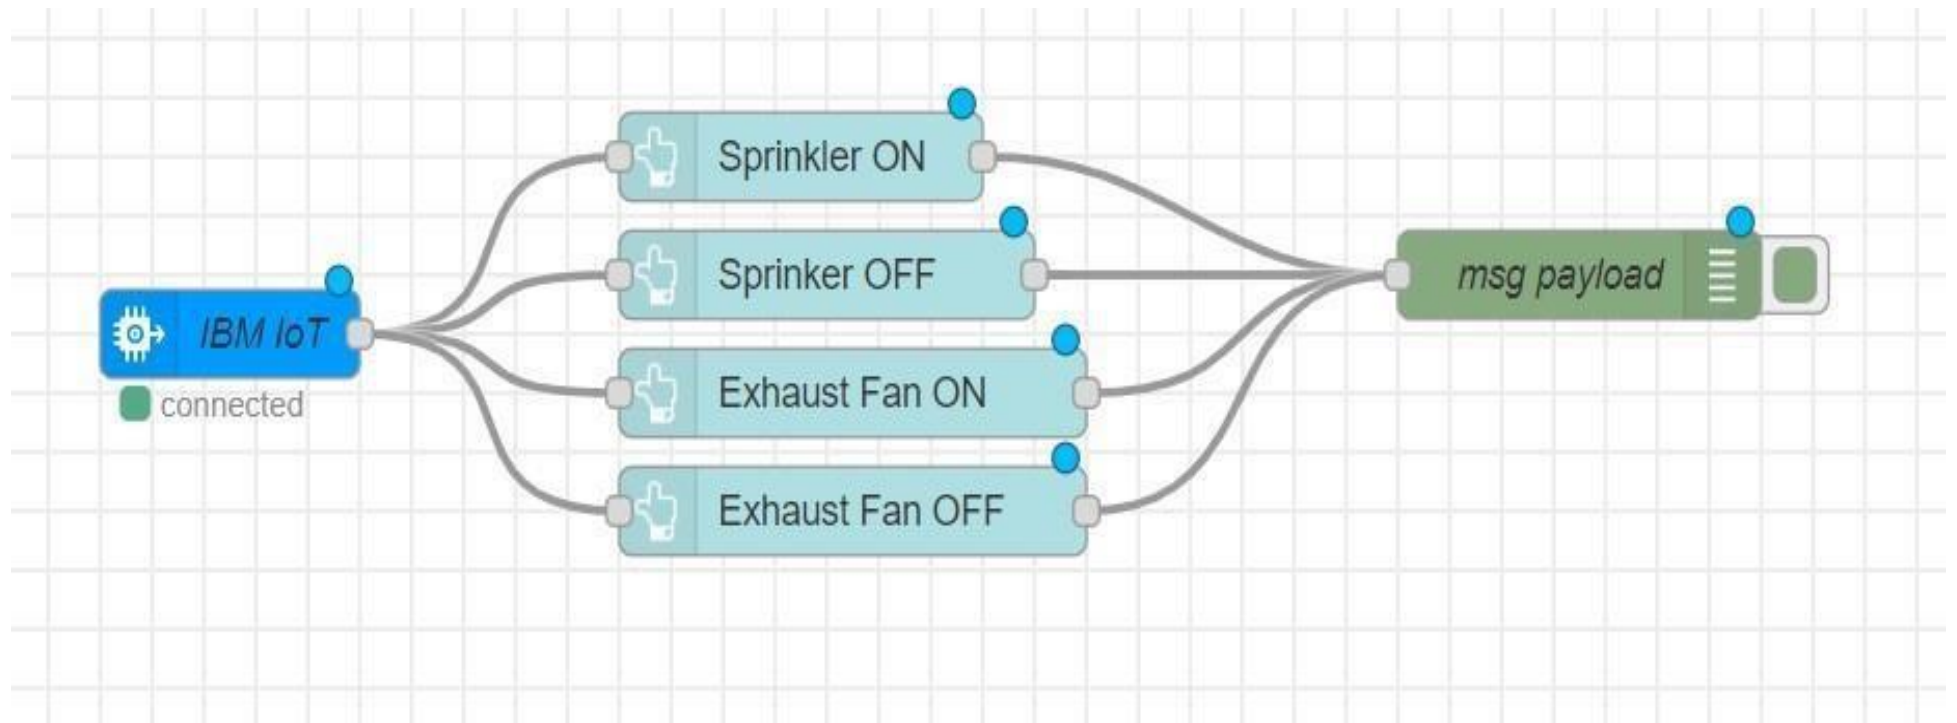 Sprinkler ON
Sprinker OFF
msg payload
IBM IoT
connected
Exhaust Fan ON
Exhaust Fan OFF